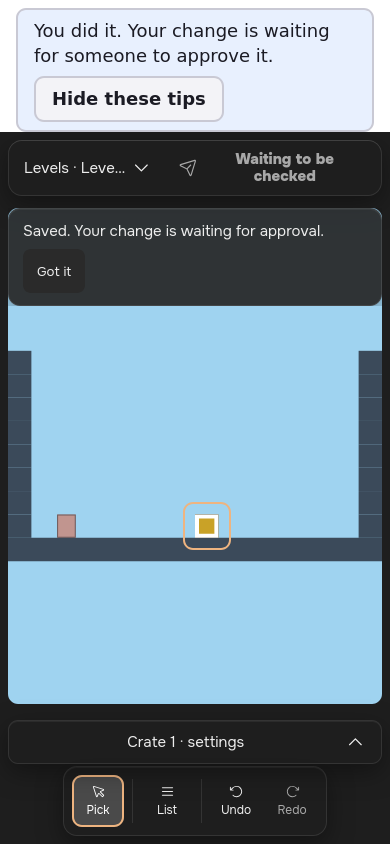 You did it. Your change is waiting
for someone to approve it.
Hide these tips
Levels · Leve...
Waiting to be
checked
Saved. Your change is waiting for approval.
Got it
Crate 1 · settings
Pick
List
Undo
Redo